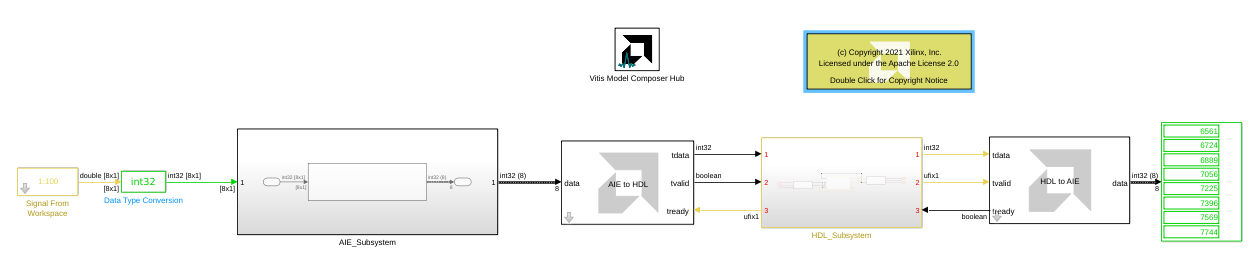 (c) Copyright 2021 Xilinx, Inc.
Licensed under the Apache License 2.0
Double Click for Copyright Notice
Vitis Model Composer Hub
1:100
Signal From
Workspace
double [8x1]
[8x1]
int32
Data Type Conversion
int32 [8x1]
[8x1]
1
int32 [8x1]
[8x1]
int32 (8)
8
1
AIE_Subsystem
int32 (8)
8
data
AIE to HDL
tdata
tvalid
tready
int32
boolean
ufix1
1
2
3
1
2
3
HDL_Subsystem
int32
ufix1
boolean
tdata
tvalid
tready
HDL to AIE
data
int32 (8)
8
6561
6724
6889
7056
7225
7396
7569
7744